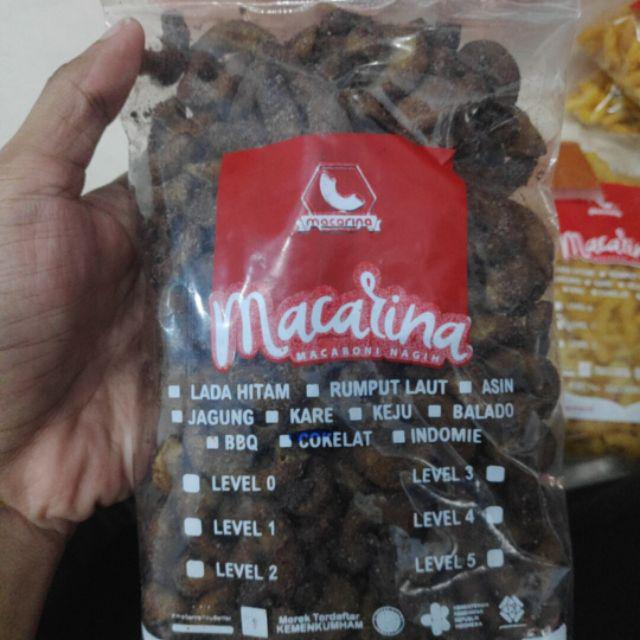 macarina
Macarina
MACARONI NAGIH
LADA HITAM RUMPUT LAUT ASIN
JAGUNG KARE KEJU BALADO
BBQ COKELAT INDOMIE
LEVEL 0 LEVEL 3
LEVEL 1 LEVEL 4
LEVEL 2 LEVEL 5
Merek Terdaftar
KEMENKUMHAM